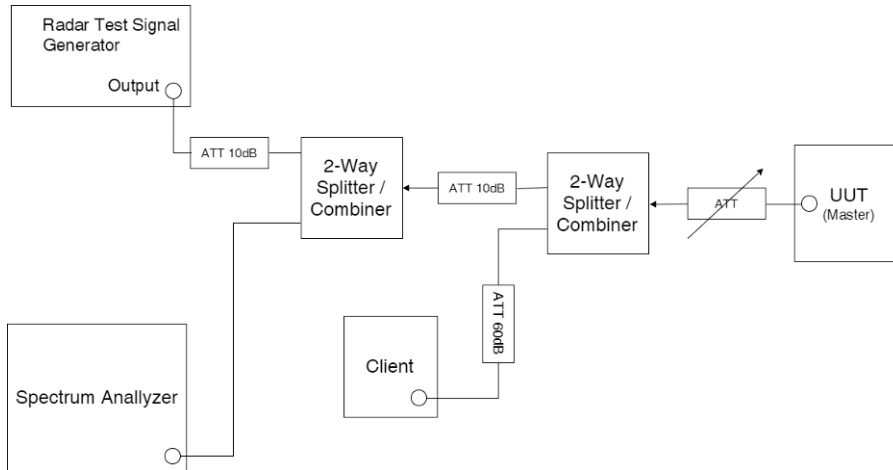 Radar Test Signal
Generator
Output
ATT 10dB
2-Way
Splitter /
Combiner
ATT 10dB
2-Way
Splitter /
Combiner
ATT
UUT
(Master)
ATT 60dB
Client
Spectrum Anallyzer